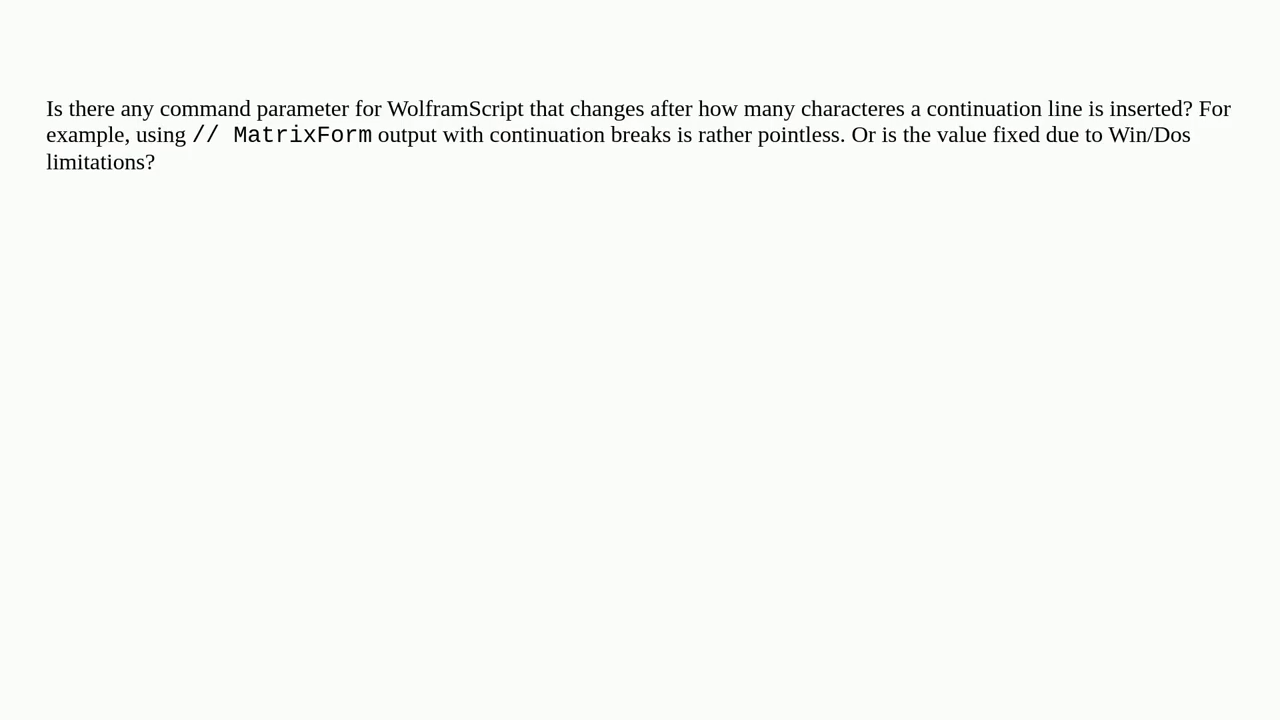 Is there any command parameter for WolframScript that changes after how many characteres a continuation line is inserted? For
example, using // MatrixForm output with continuation breaks is rather pointless. Or is the value fixed due to Win/Dos
limitations?